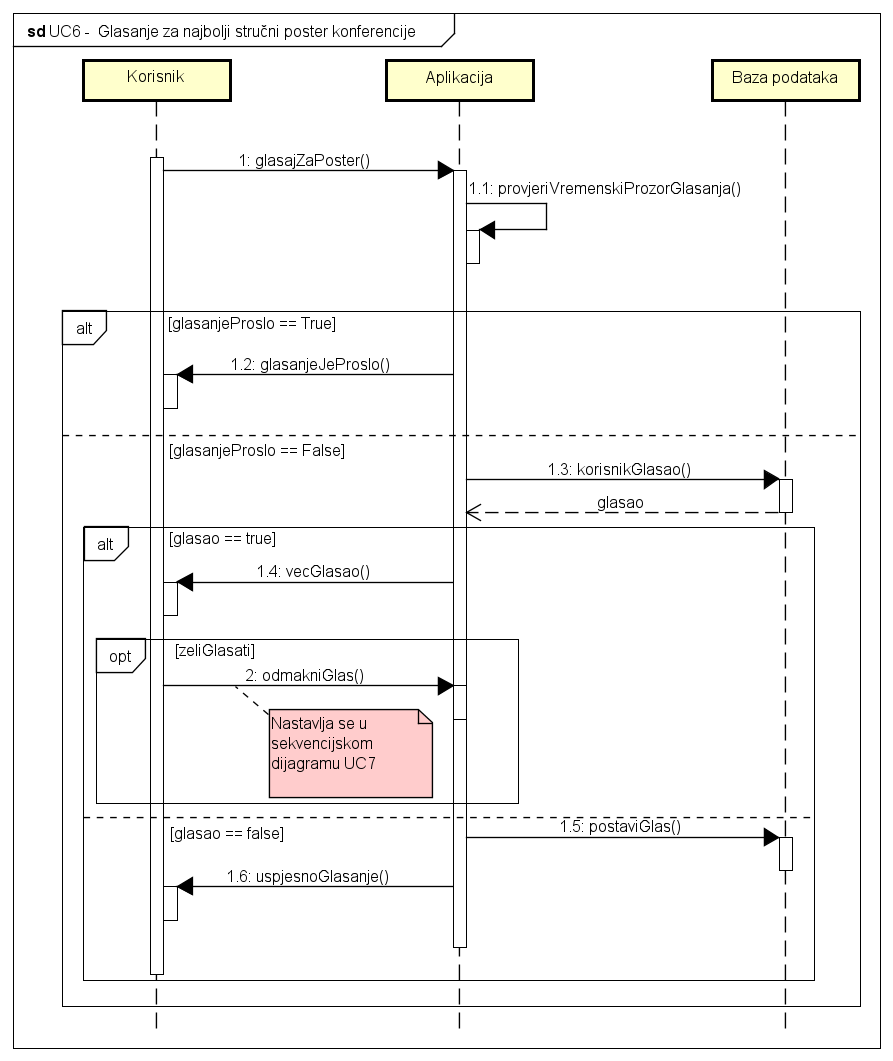 sd UC6 - Glasanje za najbolji stručni poster konferencije
Korisnik
Aplikacija
Baza podataka
1: glasajZaPoster()
1.1: provjeriVremenskiProzorGlasanja()
alt
[glasanjeProslo == True]
1.2: glasanjeJeProslo()
[glasanjeProslo == False]
1.3: korisnikGlasao()
glasao
alt
[glasao == true]
1.4: vecGlasao()
opt
[zeliGlasati]
2: odmakniGlas()
Nastavlja se u
sekvencijskom
dijagramu UC7
[glasao == false]
1.5: postaviGlas()
1.6: uspjesnoGlasanje()